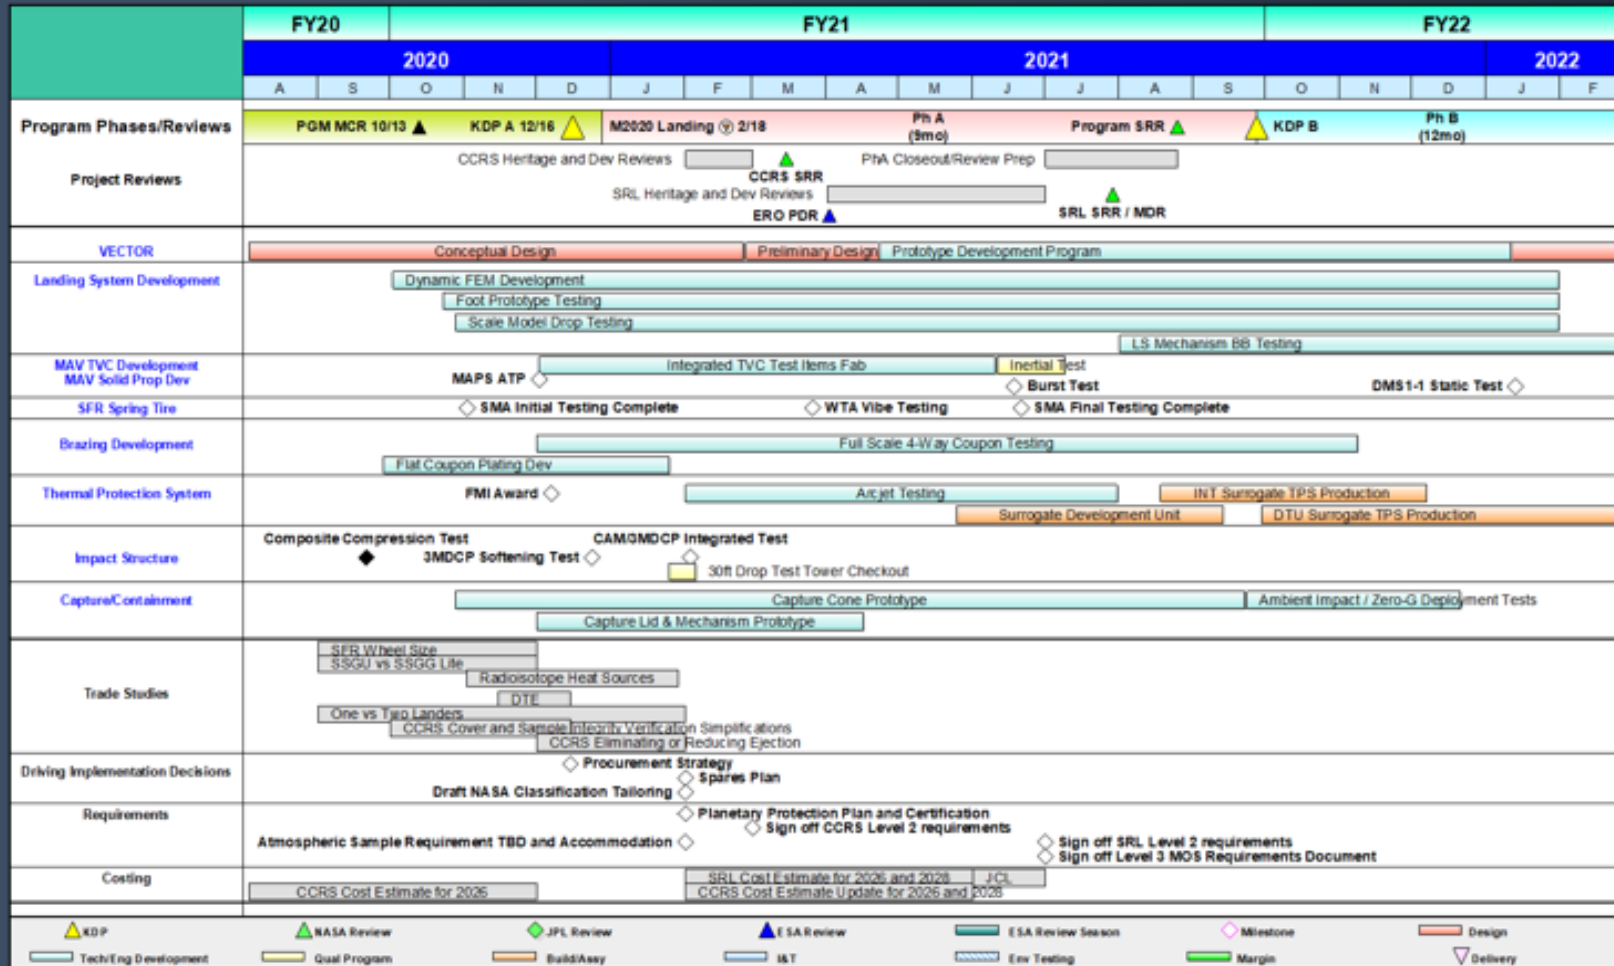 FY20 FY21 FY22
2020 2021 2022
A S O N D J F M A M J J A S O N D J F
Program Phases/Reviews PGM MCR 10/13 KDP A 12/16 M2020 Landing 2/18 Ph A (9mo) Program SRR KDP B Ph B (12mo)
Project Reviews
CCRS Heritage and Dev Reviews PhA Closeout/Review Prep
CCRS SRR
SRL Heritage and Dev Reviews
ERO PDR SRL SRR / MDR
VECTOR Conceptual Design Preliminary Design Prototype Development Program
Landing System Development Dynamic FEM Development
Foot Prototype Testing
Scale Model Drop Testing
LS Mechanism BB Testing
MAV TVC Development Integrated TVC Test Items Fab Inertial Test
MAV Solid Prop Dev MAPS ATP Burst Test DMS1-1 Static Test
SFR Spring Tire SMA Initial Testing Complete WTA Vibe Testing SMA Final Testing Complete
Brazing Development Full Scale 4-Way Coupon Testing
Flat Coupon Plating Dev
Thermal Protection System FMI Award Arcjet Testing INT Surrogate TPS Production
Surrogate Development Unit DTU Surrogate TPS Production
Composite Compression Test CAM/3MDCP Integrated Test
Impact Structure 3MDCP Softening Test
30ft Drop Test Tower Checkout
Capture/Containment Capture Cone Prototype Ambient Impact / Zero-G Deployment Tests
Capture Lid & Mechanism Prototype
Trade Studies
SFR Wheel Size
SSGU vs SSGG Lite
Radioisotope Heat Sources
DTE
One vs Two Landers
CCRS Cover and Sample Integrity Verification Simplifications
CCRS Eliminating or Reducing Ejection
Driving Implementation Decisions Procurement Strategy
Spares Plan
Draft NASA Classification Tailoring
Requirements Planetary Protection Plan and Certification
Sign off CCRS Level 2 requirements
Atmospheric Sample Requirement TBD and Accommodation Sign off SRL Level 2 requirements
Sign off Level 3 MOS Requirements Document
Costing SRL Cost Estimate for 2026 and 2028 JCL
CCRS Cost Estimate for 2026 CCRS Cost Estimate Update for 2026 and 2028
KDP NASA Review JPL Review ESA Review ESA Review Season Milestone Design
Tech/Eng Development Qual Program Build/Assy I&T Env Testing Margin Delivery